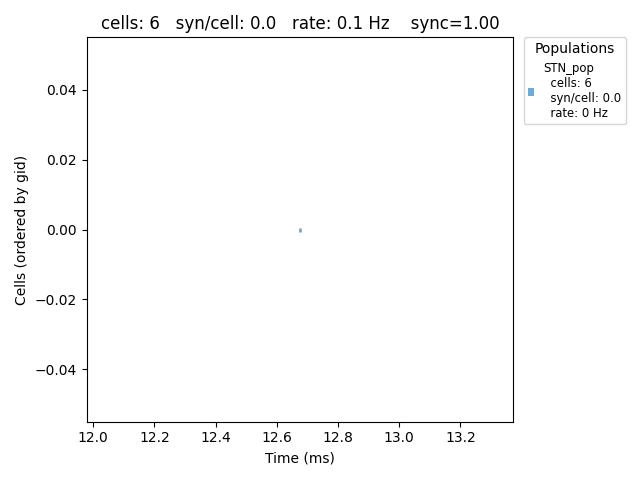 cells: 6   syn/cell: 0.0   rate: 0.1 Hz    sync=1.00
Populations
STN_pop
cells: 6
syn/cell: 0.0
rate: 0 Hz
Cells (ordered by gid)
0.04
0.02
0.00
−0.02
−0.04
12.0 12.2 12.4 12.6 12.8 13.0 13.2
Time (ms)